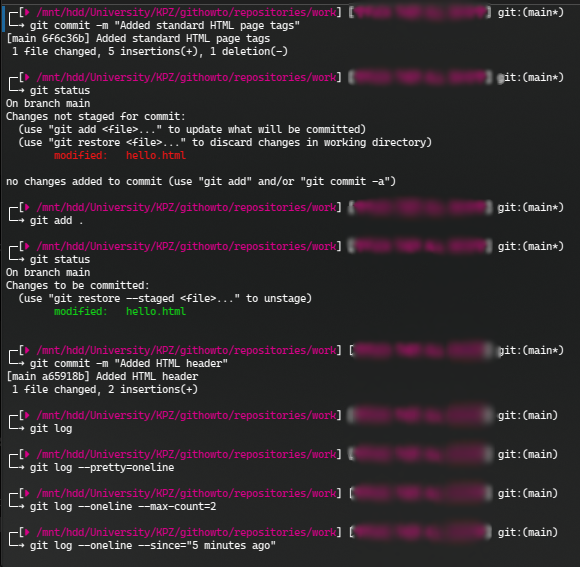 ┌─[▸ /mnt/hdd/University/KPZ/githowto/repositories/work] [ ] git:(main*)
└─→ git commit -m "Added standard HTML page tags"
[main 6f6c36b] Added standard HTML page tags
 1 file changed, 5 insertions(+), 1 deletion(-)
┌─[▸ /mnt/hdd/University/KPZ/githowto/repositories/work] [ ] git:(main*)
└─→ git status
On branch main
Changes not staged for commit:
  (use "git add <file>..." to update what will be committed)
  (use "git restore <file>..." to discard changes in working directory)
        modified:   hello.html
no changes added to commit (use "git add" and/or "git commit -a")
┌─[▸ /mnt/hdd/University/KPZ/githowto/repositories/work] [ ] git:(main*)
└─→ git add .
┌─[▸ /mnt/hdd/University/KPZ/githowto/repositories/work] [ ] git:(main*)
└─→ git status
On branch main
Changes to be committed:
  (use "git restore --staged <file>..." to unstage)
        modified:   hello.html
┌─[▸ /mnt/hdd/University/KPZ/githowto/repositories/work] [ git:(main*)
└─→ git commit -m "Added HTML header"
[main a65918b] Added HTML header
 1 file changed, 2 insertions(+)
┌─[▸ /mnt/hdd/University/KPZ/githowto/repositories/work] [ ] git:(main)
└─→ git log
┌─[▸ /mnt/hdd/University/KPZ/githowto/repositories/work] [ ] git:(main)
└─→ git log --pretty=oneline
┌─[▸ /mnt/hdd/University/KPZ/githowto/repositories/work] [ ] git:(main)
└─→ git log --oneline --max-count=2
┌─[▸ /mnt/hdd/University/KPZ/githowto/repositories/work] [ ] git:(main)
└─→ git log --oneline --since="5 minutes ago"